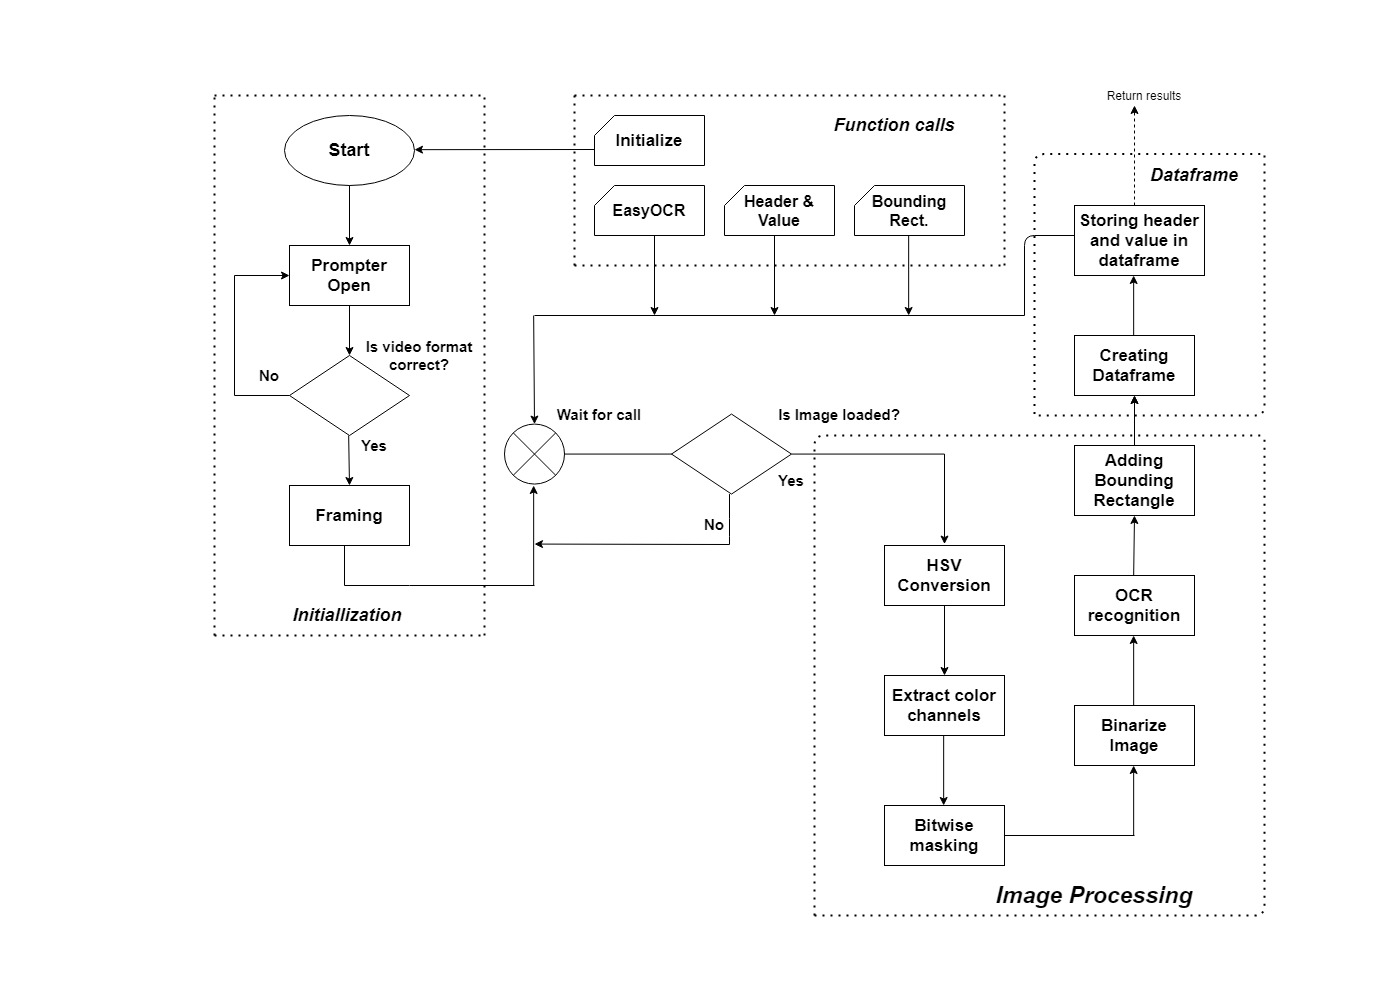 Return results
Start
Initialize
Function calls
Dataframe
EasyOCR
Header &
Value
Bounding
Rect.
Storing header
and value in
dataframe
Prompter
Open
Is video format
correct?
No
Yes
Creating
Dataframe
Wait for call
Is Image loaded?
Yes
No
Framing
Initiallization
Adding
Bounding
Rectangle
HSV
Conversion
OCR
recognition
Extract color
channels
Binarize
Image
Bitwise
masking
Image Processing